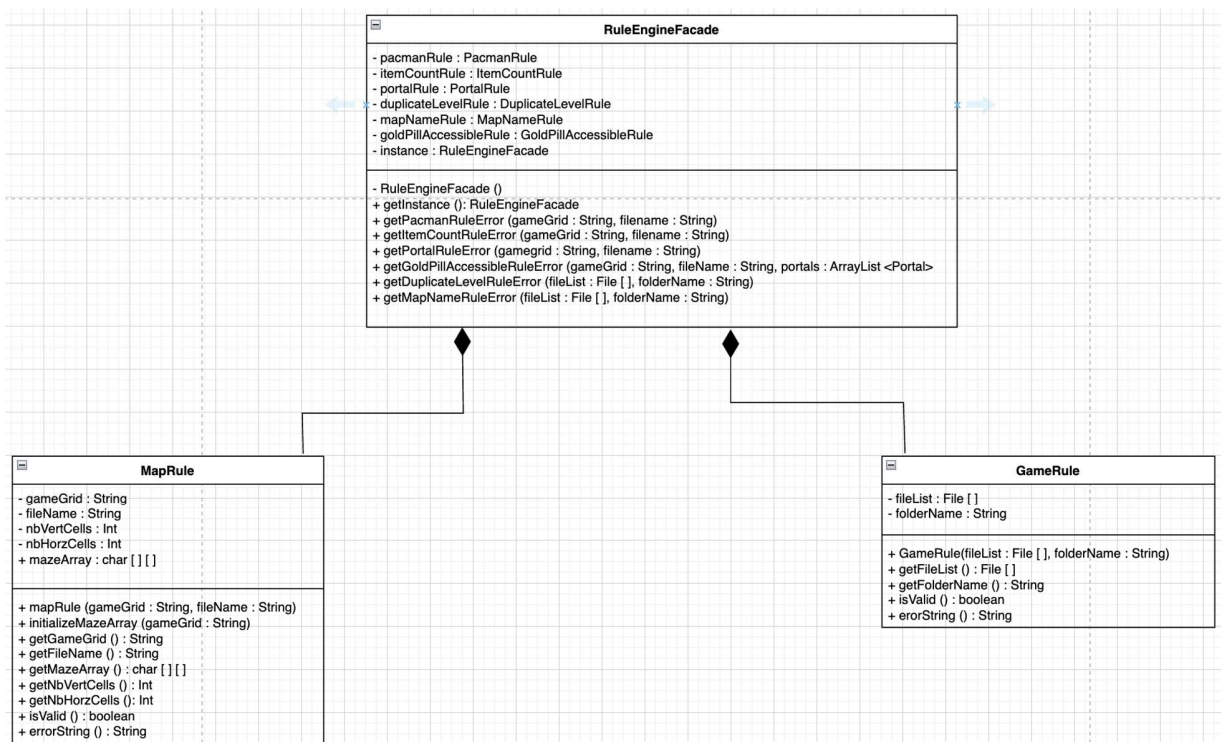 RuleEngineFacade
- pacmanRule : PacmanRule
- itemCountRule : ItemCountRule
- portalRule : PortalRule
- duplicateLevelRule : DuplicateLevelRule
- mapNameRule : MapNameRule
- goldPillAccessibleRule : GoldPillAccessibleRule
- instance : RuleEngineFacade
- RuleEngineFacade ()
+ getInstance (): RuleEngineFacade
+ getPacmanRuleError (gameGrid : String, filename : String)
+ getItemCountRuleError (gameGrid : String, filename : String)
+ getPortalRuleError (gamegrid : String, filename : String)
+ getGoldPillAccessibleRuleError (gameGrid : String, fileName : String, portals : ArrayList <Portal>
+ getDuplicateLevelRuleError (fileList : File [ ], folderName : String)
+ getMapNameRuleError (fileList : File [ ], folderName : String)
MapRule
- gameGrid : String
- fileName : String
- nbVertCells : Int
- nbHorzCells : Int
+ mazeArray : char [ ] [ ]
+ mapRule (gameGrid : String, fileName : String)
+ initializeMazeArray (gameGrid : String)
+ getGameGrid () : String
+ getFileName () : String
+ getMazeArray () : char [ ] [ ]
+ getNbVertCells () : Int
+ getNbHorzCells (): Int
+ isValid () : boolean
+ errorString () : String
GameRule
- fileList : File [ ]
- folderName : String
+ GameRule(fileList : File [ ], folderName : String)
+ getFileList () : File [ ]
+ getFolderName () : String
+ isValid () : boolean
+ erorString () : String